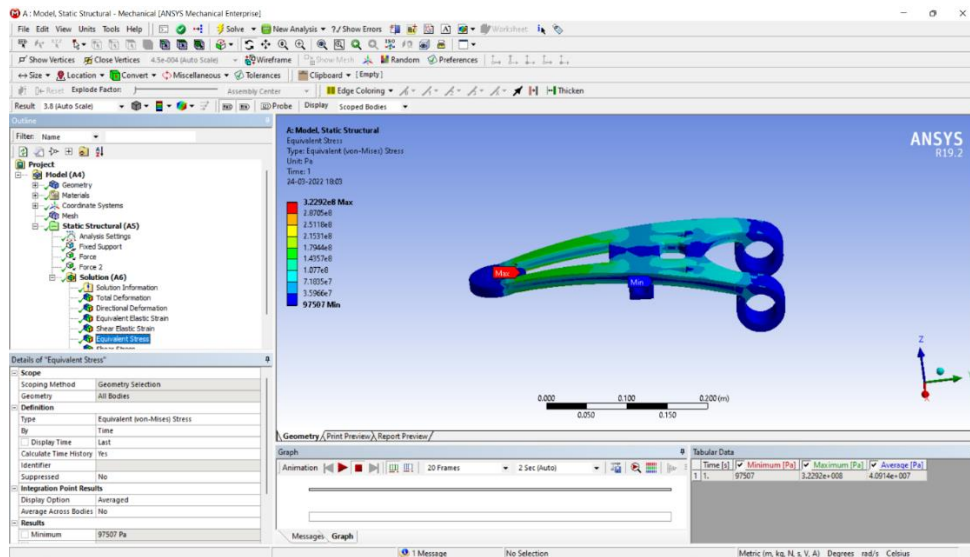 A : Model, Static Structural - Mechanical [ANSYS Mechanical Enterprise]
File Edit View Units Tools Help Solve New Analysis ?/ Show Errors Worksheet
Show Vertices Close Vertices 4.5e-004 (Auto Scale) Wireframe Show Mesh Random Preferences
Size Location Convert Miscellaneous Tolerances Clipboard [Empty]
Reset Explode Factor: Assembly Center Edge Coloring Thicken
Result 3.8 (Auto Scale) Probe Display Scoped Bodies
Outline
Filter: Name
Project
Model (A4)
Geometry
Materials
Coordinate Systems
Mesh
Static Structural (A5)
Analysis Settings
Fixed Support
Force
Force 2
Solution (A6)
Solution Information
Total Deformation
Directional Deformation
Equivalent Elastic Strain
Shear Elastic Strain
Equivalent Stress
Shear Stress
Details of "Equivalent Stress"
Scope
Scoping Method Geometry Selection
Geometry All Bodies
Definition
Type Equivalent (von-Mises) Stress
By Time
Display Time Last
Calculate Time History Yes
Identifier
Suppressed No
Integration Point Results
Display Option Averaged
Average Across Bodies No
Results
Minimum 97507 Pa
A: Model, Static Structural
Equivalent Stress
Type: Equivalent (von-Mises) Stress
Unit: Pa
Time: 1
24-03-2022 18:03
3.2292e8 Max
2.8705e8
2.5118e8
2.1531e8
1.7944e8
1.4357e8
1.077e8
7.1835e7
3.5966e7
97507 Min
ANSYS
R19.2
Max
Min
Z
0.000 0.100 0.200 (m)
0.050 0.150
X
Geometry Print Preview Report Preview
Graph
Animation 20 Frames 2 Sec (Auto)
Messages Graph
Tabular Data
Time [s] Minimum [Pa] Maximum [Pa] Average [Pa]
1 1. 97507 3.2292e+008 4.0914e+007
1 Message No Selection Metric (m, kg, N, s, V, A) Degrees rad/s Celsius